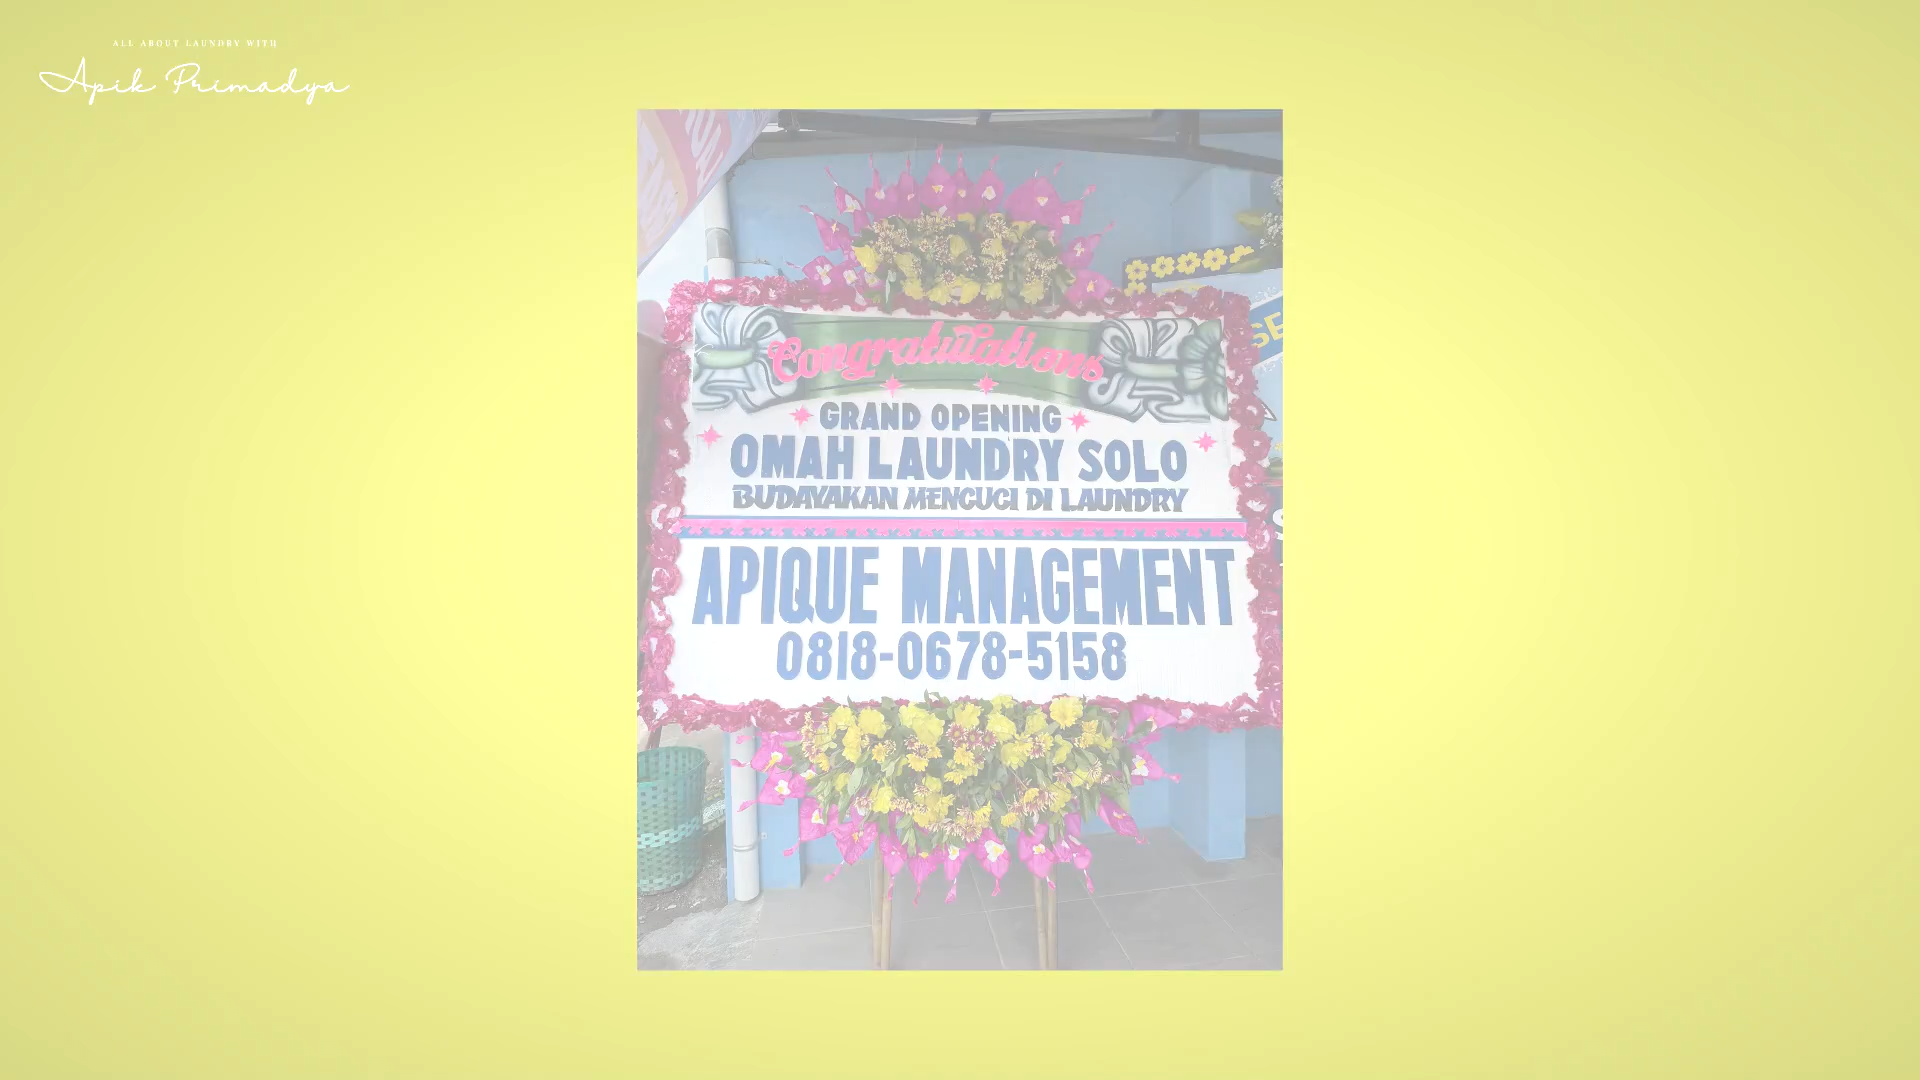 ALL ABOUT LAUNDRY WITH
Apik Primadya
Congratulations
GRAND OPENING
OMAH LAUNDRY SOLO
BUDAYAKAN MENCUCI DI LAUNDRY
APIQUE MANAGEMENT
0818-0678-5158
SE